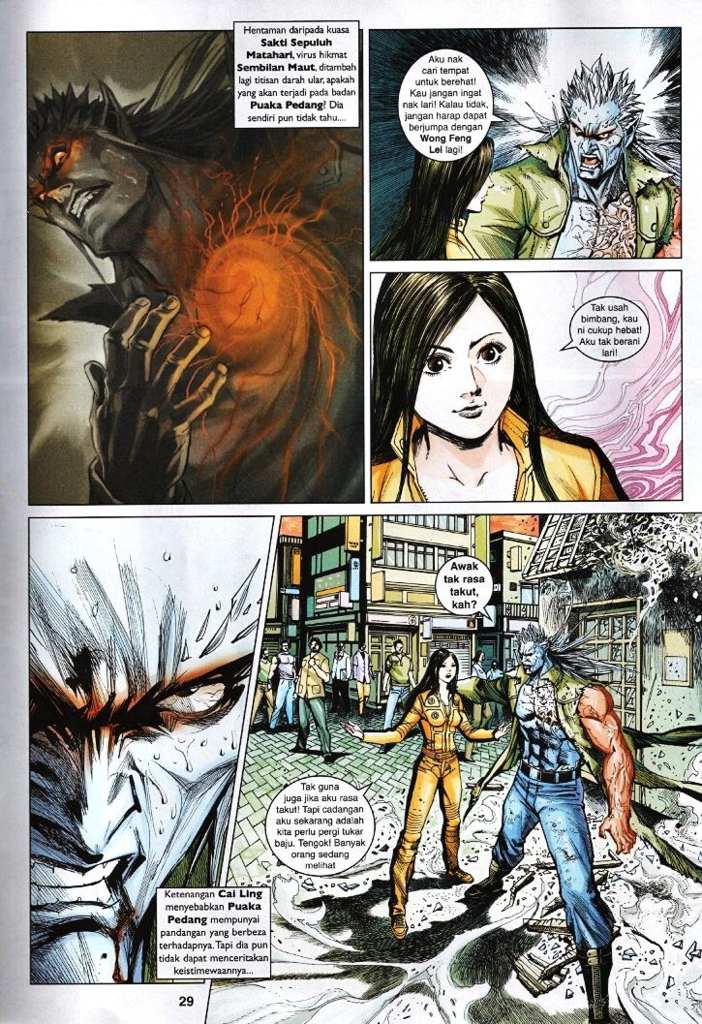 Hentaman daripada kuasa
Sakti Sepuluh
Matahari, virus hikmat
Sembilan Maut, ditambah
lagi titisan darah ular, apakah
yang akan terjadi pada badan
Puaka Pedang? Dia
sendiri pun tidak tahu....
Aku nak
cari tempat
untuk berehat!
Kau jangan ingat
nak lari! Kalau tidak,
jangan harap dapat
berjumpa dengan
Wong Feng
Lei lagi!
Tak usah
bimbang, kau
ni cukup hebat!
Aku tak berani
lari!
Awak
tak rasa
takut,
kah?
Tak guna
juga jika aku rasa
takut! Tapi cadangan
aku sekarang adalah
kita perlu pergi tukar
baju. Tengok! Banyak
orang sedang
melihat
Ketenangan Cai Ling
menyebabkan Puaka
Pedang mempunyai
pandangan yang berbeza
terhadapnya. Tapi dia pun
tidak dapat menceritakan
keistimewaannya...
29